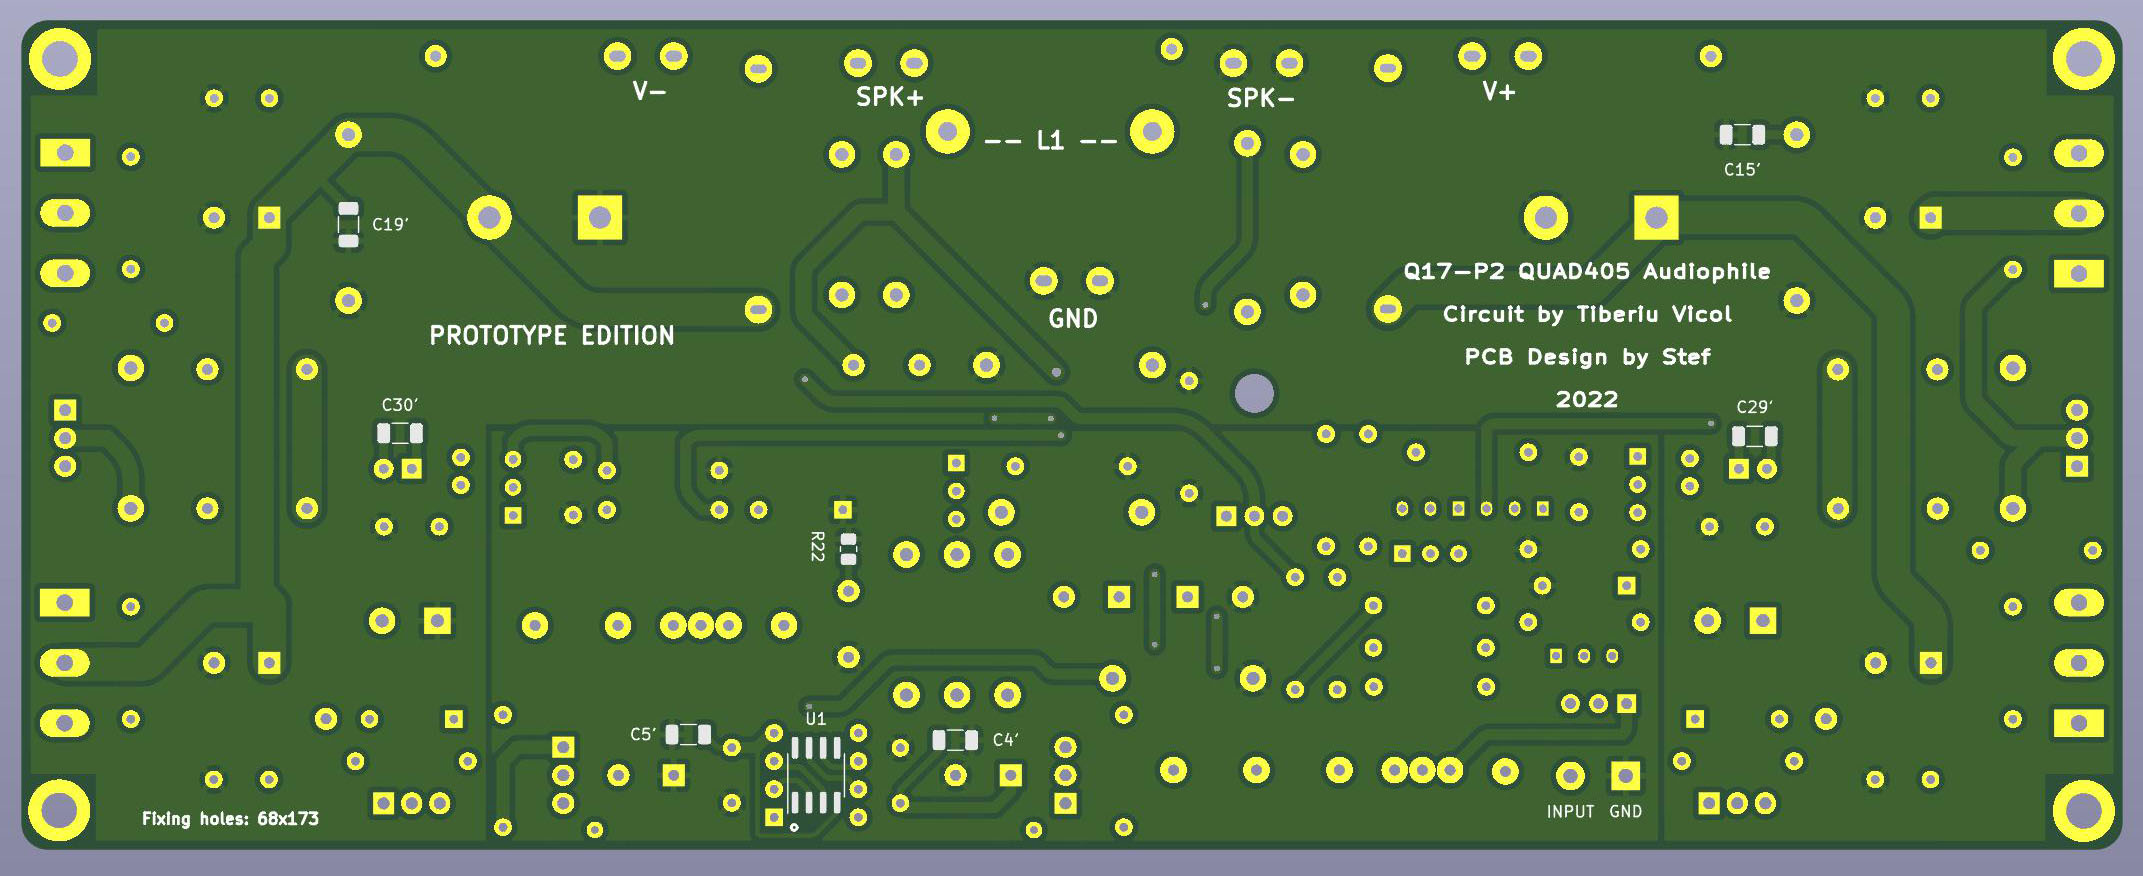 V-
SPK+
SPK-
V+
-- L1 --
C15'
C19'
GND
Q17-P2 QUAD405 Audiophile
Circuit by Tiberiu Vicol
PCB Design by Stef
2022
PROTOTYPE EDITION
C30'
C29'
R22
U1
C5'
C4'
Fixing holes: 68x173
INPUT
GND